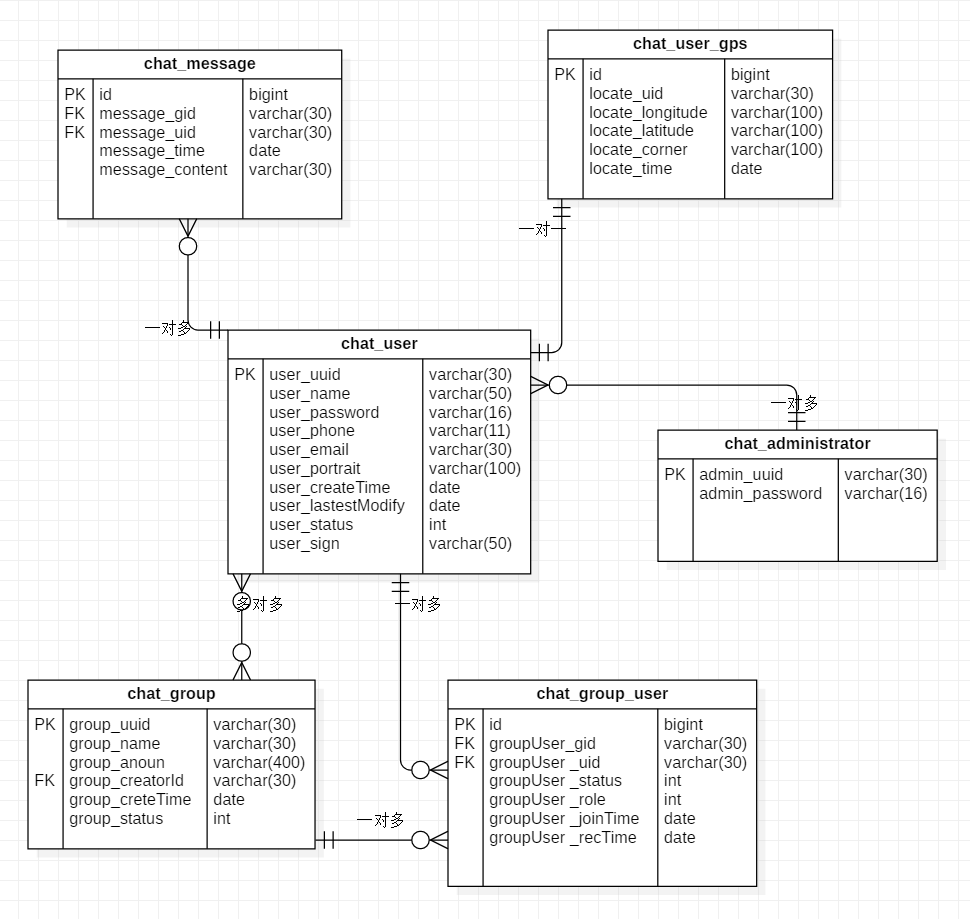 chat_message
PK id bigint
FK message_gid varchar(30)
FK message_uid varchar(30)
message_time date
message_content varchar(30)
chat_user_gps
PK id bigint
locate_uid varchar(30)
locate_longitude varchar(100)
locate_latitude varchar(100)
locate_corner varchar(100)
locate_time date
一对一
一对多
chat_user
PK user_uuid varchar(30)
user_name varchar(50)
user_password varchar(16)
user_phone varchar(11)
user_email varchar(30)
user_portrait varchar(100)
user_createTime date
user_lastestModify date
user_status int
user_sign varchar(50)
一对多
chat_administrator
PK admin_uuid varchar(30)
admin_password varchar(16)
多对多
一对多
chat_group
PK group_uuid varchar(30)
group_name varchar(30)
group_anoun varchar(400)
FK group_creatorId varchar(30)
group_creteTime date
group_status int
一对多
chat_group_user
PK id bigint
FK groupUser_gid varchar(30)
FK groupUser _uid varchar(30)
groupUser _status int
groupUser _role int
groupUser _joinTime date
groupUser _recTime date